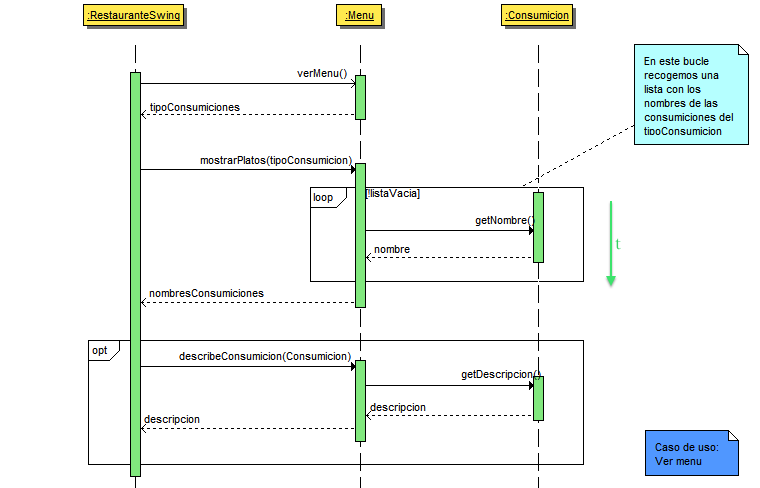 :RestauranteSwing
:Menu
:Consumicion
En este bucle
recogemos una
lista con los
nombres de las
consumiciones del
tipoConsumicion
verMenu()
tipoConsumiciones
mostrarPlatos(tipoConsumicion)
loop
[!listaVacia]
getNombre()
nombre
t
nombresConsumiciones
opt
describeConsumicion(Consumicion)
getDescripcion()
descripcion
descripcion
Caso de uso:
Ver menu